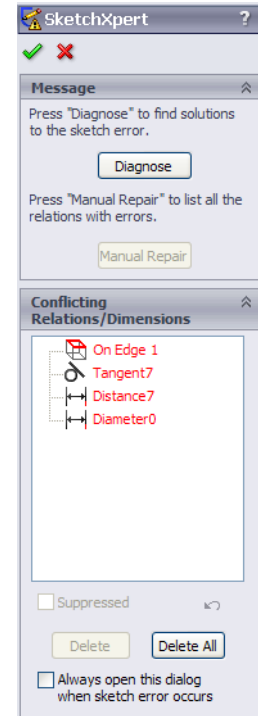 SketchXpert ?
Message
Press "Diagnose" to find solutions
to the sketch error.
Diagnose
Press "Manual Repair" to list all the
relations with errors.
Manual Repair
Conflicting
Relations/Dimensions
On Edge 1
Tangent7
Distance7
Diameter0
Suppressed
Delete Delete All
Always open this dialog
when sketch error occurs